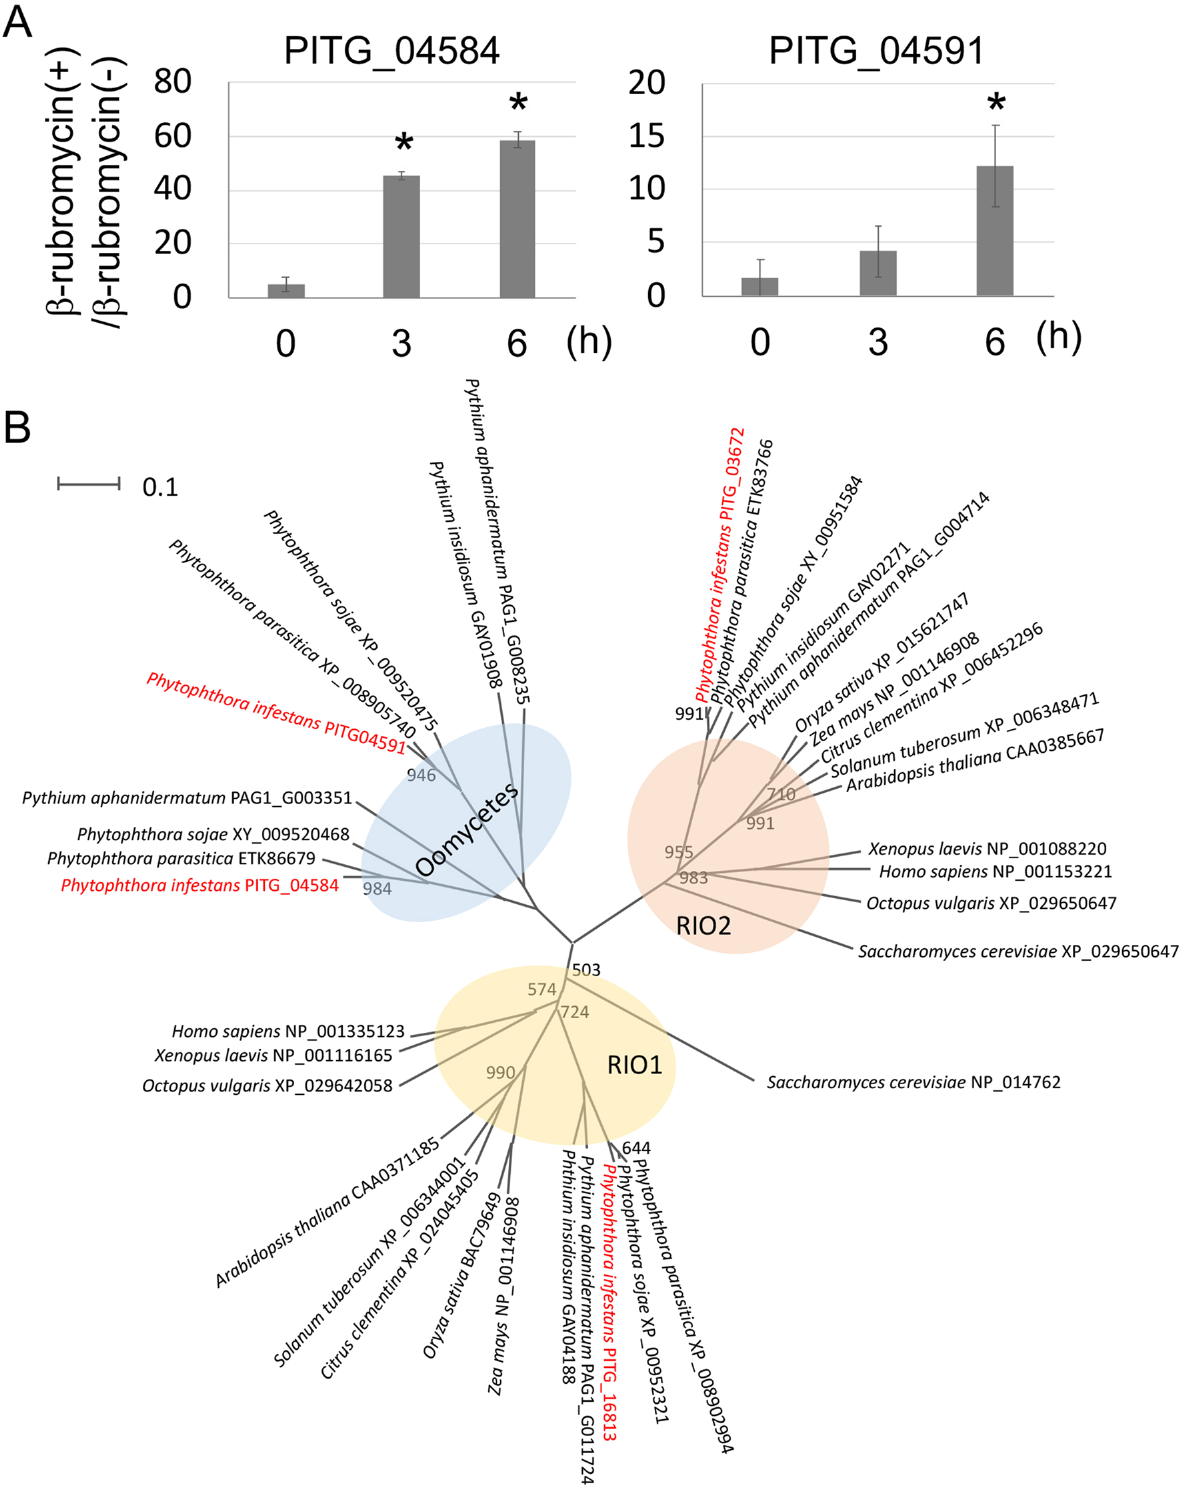 A
PITG_04584
PITG_04591
β-rubromycin(+)
/β-rubromycin(-)
80
60
40
20
0
*
*
0
3
6
(h)
20
15
10
5
0
*
0
3
6
(h)
B
0.1
Pythium aphanidermatum PAG1_G008235
Pythium insidiosum GAY01908
Phytophthora sojae XP_009520475
Phytophthora parasitica XP_008905740
Phytophthora infestans PITG04591
946
Pythium aphanidermatum PAG1_G003351
Phytophthora sojae XY_009520468
Phytophthora parasitica ETK86679
Phytophthora infestans PITG_04584
984
Oomycetes
Phytophthora infestans PITG_03672
Phytophthora parasitica ETK83766
Phytophthora sojae XY_00951584
Pythium insidiosum GAY02271
Pythium aphanidermatum PAG1_G004714
991
Oryza sativa XP_015621747
Zea mays NP_001146908
Citrus clementina XP_006452296
Solanum tuberosum XP_006348471
Arabidopsis thaliana CAA0385667
710
991
955
983
Xenopus laevis NP_001088220
Homo sapiens NP_001153221
Octopus vulgaris XP_029650647
Saccharomyces cerevisiae XP_029650647
RIO2
503
574
724
Homo sapiens NP_001335123
Xenopus laevis NP_001116165
Octopus vulgaris XP_029642058
990
RIO1
Saccharomyces cerevisiae NP_014762
Arabidopsis thaliana CAA0371185
Solanum tuberosum XP_006344001
Citrus clementina XP_024045405
Oryza sativa BAC79649
Zea mays NP_001146908
Phthium insidiosum GAY04188
Pythium aphanidermatum PAG1_G011724
Phytophthora infestans PITG_16813
Phytophthora sojae XP_00952321
Phytophthora parasitica XP_008902994
644